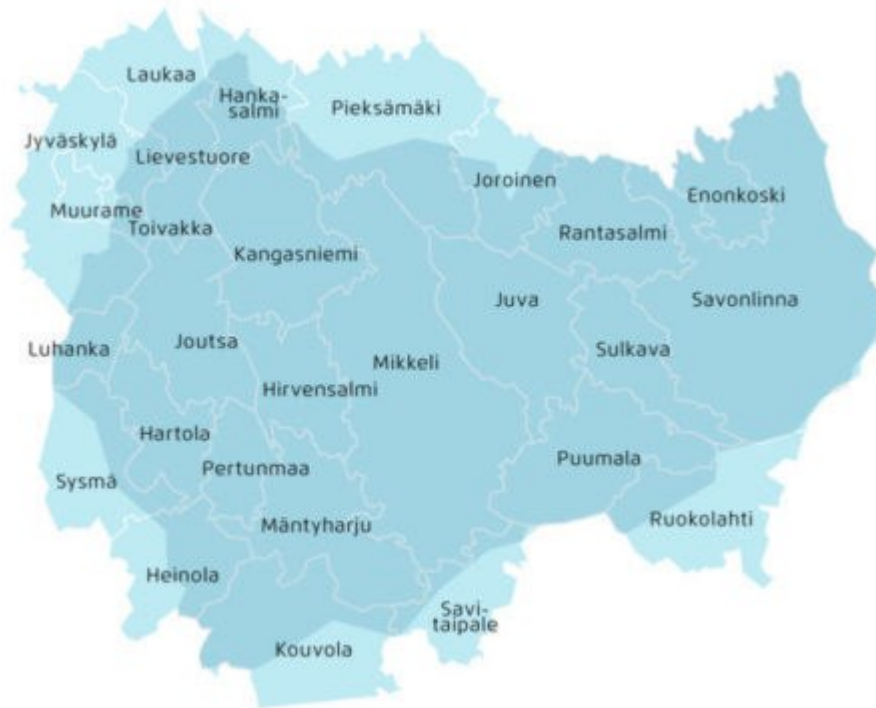 Laukaa
Hanka-
salmi
Pieksämäki
Jyväskylä
Lievestuore
Joroinen
Enonkoski
Muurame
Toivakka
Rantasalmi
Kangasniemi
Juva
Savonlinna
Luhanka
Joutsa
Mikkeli
Sulkava
Hirvensalmi
Hartola
Pertunmaa
Puumala
Sysmä
Mäntyharju
Ruokolahti
Heinola
Savi-
taipale
Kouvola